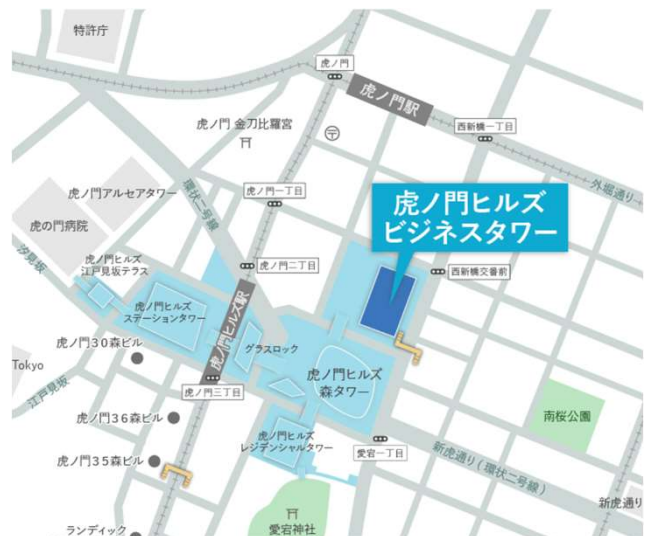 特許庁
虎ノ門
虎ノ門駅
西新橋一丁目
虎ノ門 金刀比羅宮
外堀通り
環状二号線
虎ノ門アルセアタワー
虎ノ門一丁目
虎の門病院
汐見坂
虎ノ門ヒルズ
ビジネスタワー
虎ノ門ヒルズ
江戸見坂テラス
虎ノ門二丁目
西新橋交番前
虎ノ門ヒルズ
ステーションタワー
虎ノ門ヒルズ駅
グラスロック
虎ノ門30森ビル
Tokyo
江戸見坂
虎ノ門ヒルズ
森タワー
虎ノ門三丁目
虎ノ門36森ビル
南桜公園
虎ノ門ヒルズ
レジデンシャルタワー
愛宕一丁目
新虎通り(環状二号線)
虎ノ門35森ビル
新虎通り
ランディック
愛宕神社